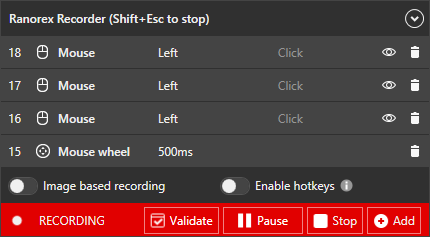 Ranorex Recorder (Shift+Esc to stop)
18 Mouse Left Click
17 Mouse Left Click
16 Mouse Left Click
15 Mouse wheel 500ms
Image based recording Enable hotkeys
RECORDING Validate Pause Stop Add